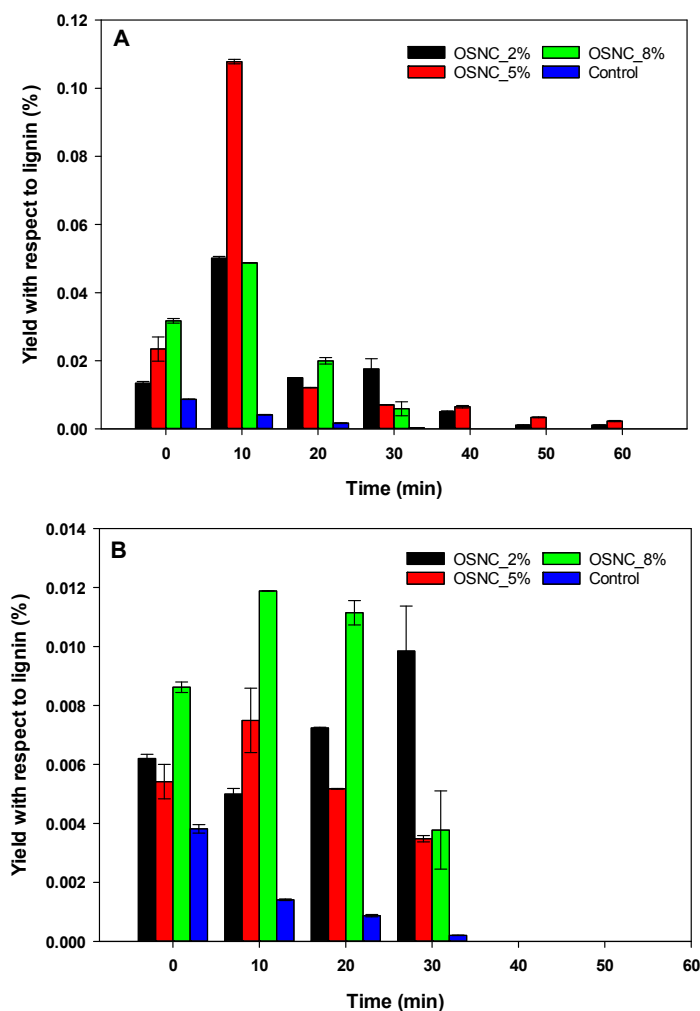 A
OSNC_2% OSNC_8%
OSNC_5% Control
0.12
0.10
0.08
0.06
0.04
0.02
0.00
Yield with respect to lignin (%)
0 10 20 30 40 50 60
Time (min)
B
OSNC_2% OSNC_8%
OSNC_5% Control
0.014
0.012
0.010
0.008
0.006
0.004
0.002
0.000
Yield with respect to lignin (%)
0 10 20 30 40 50 60
Time (min)